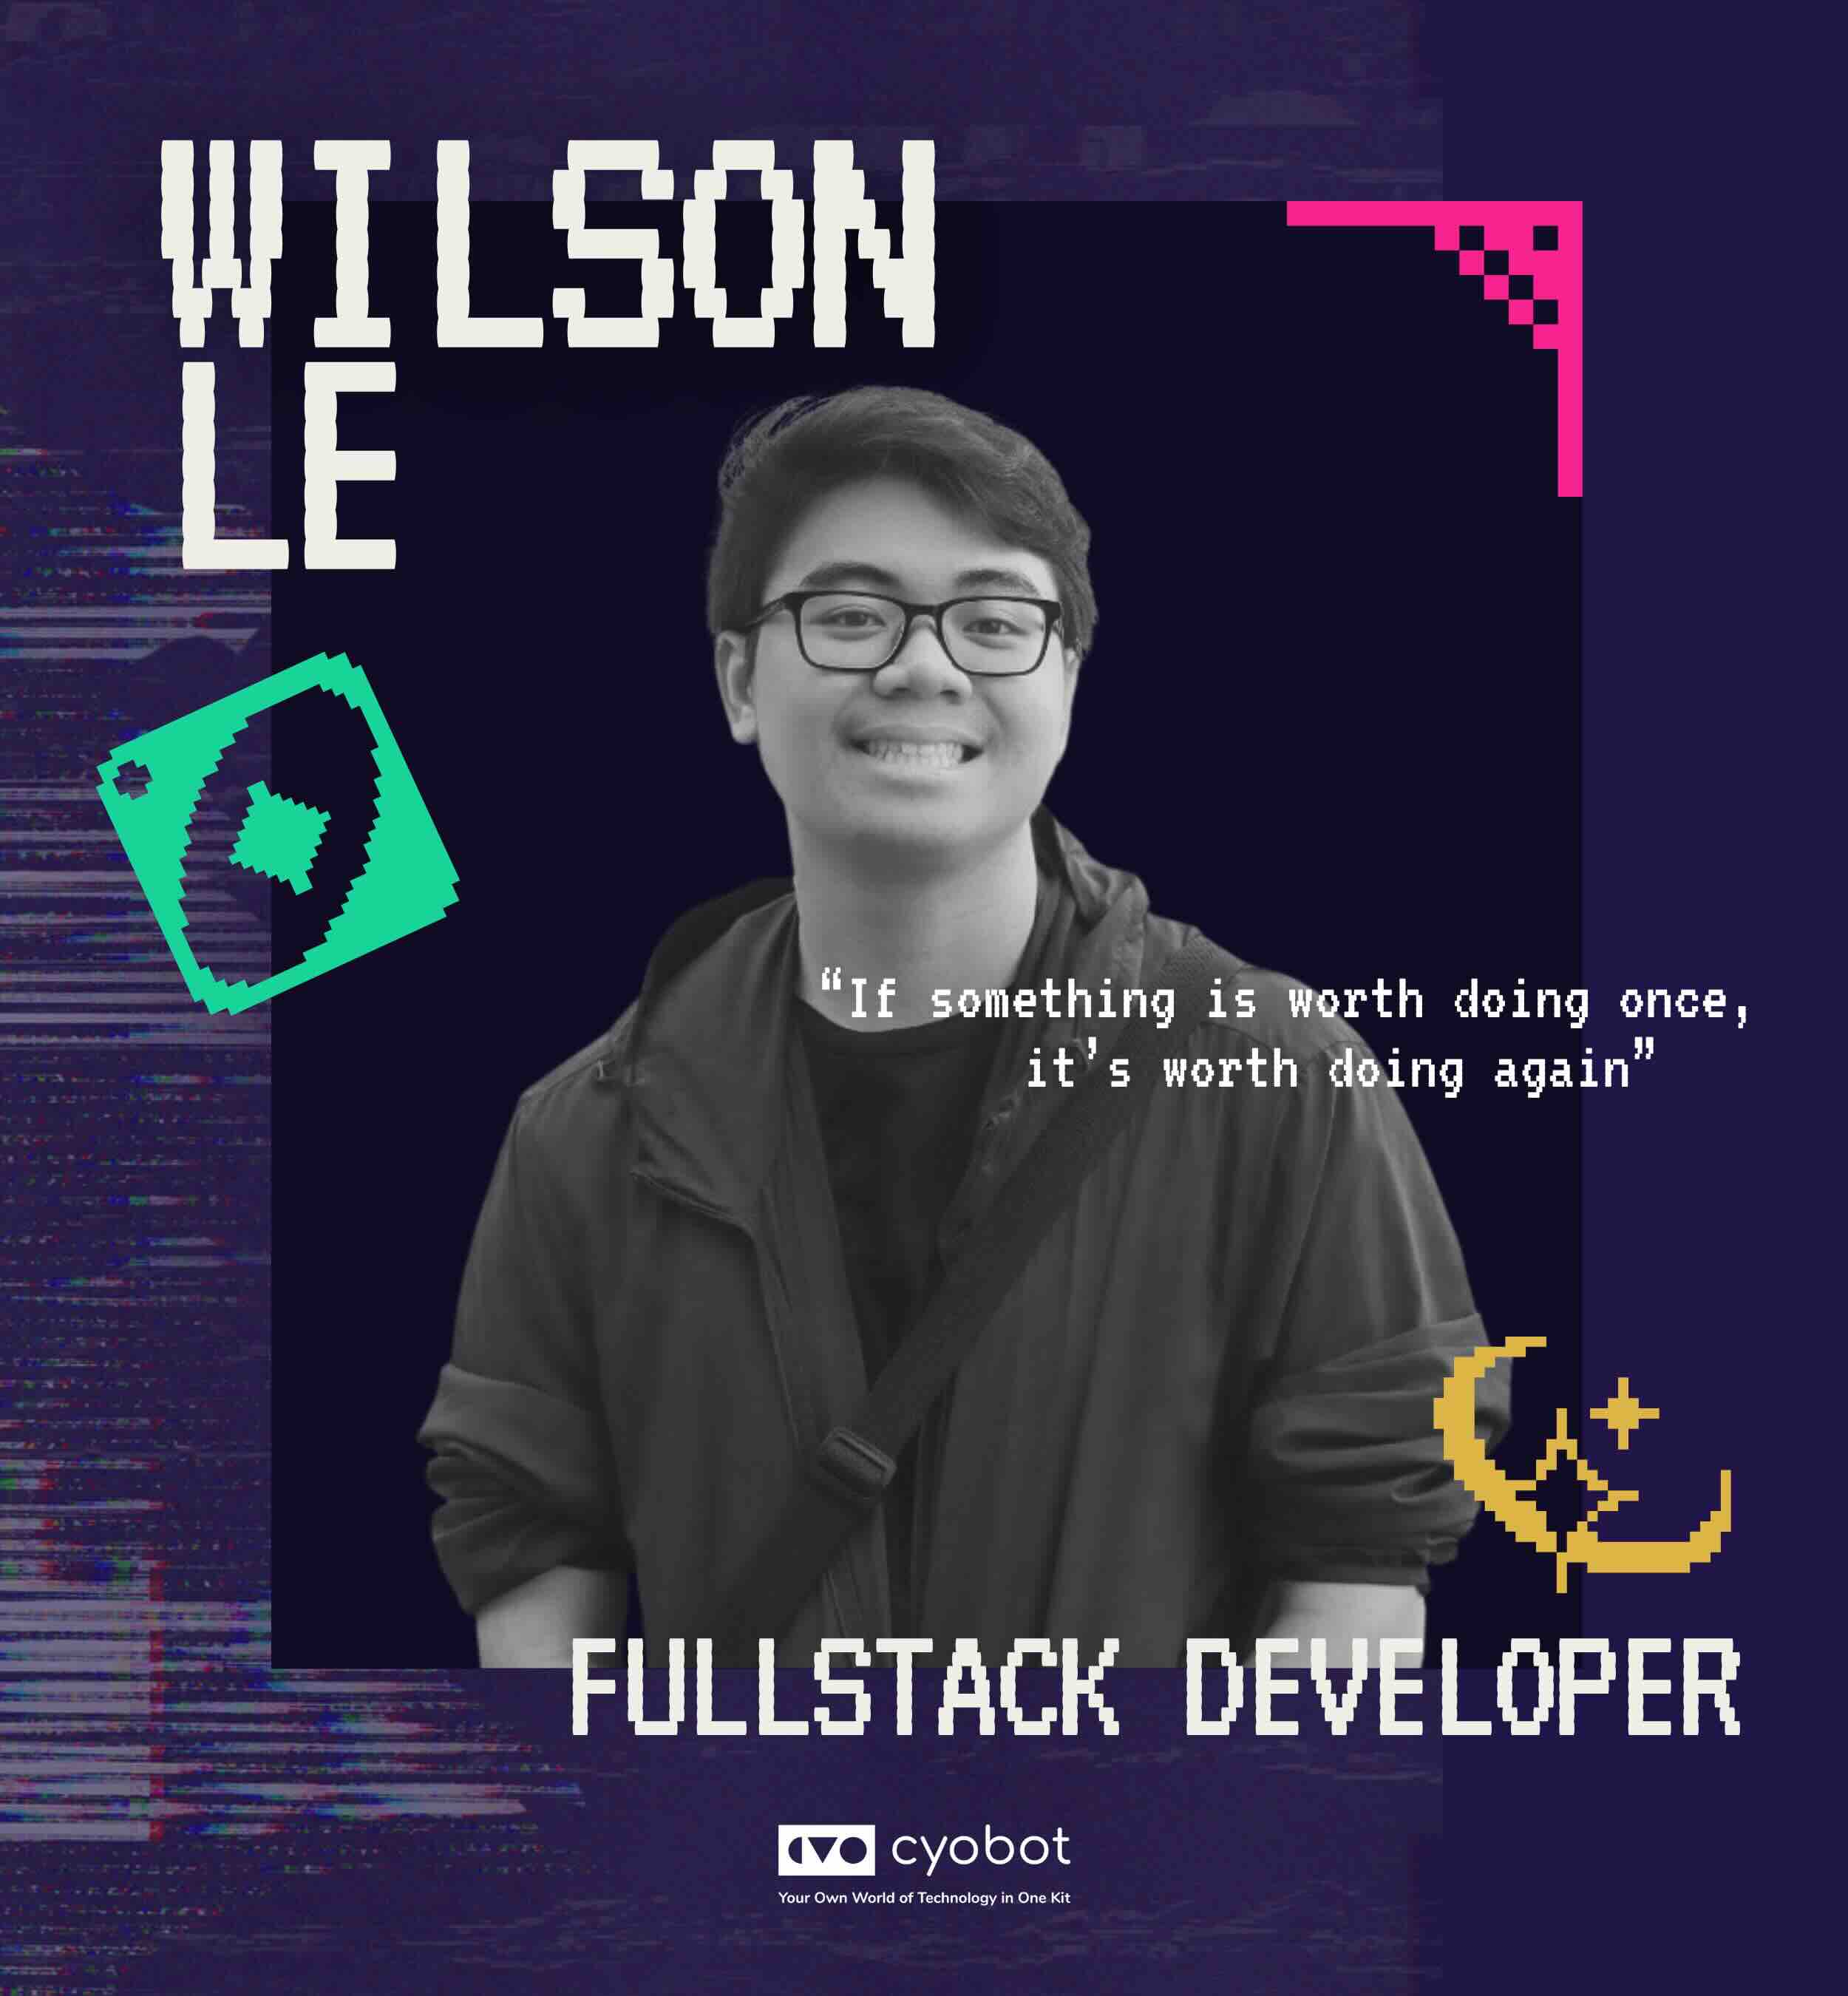 WILSON
LE
“If something is worth doing once,
it’s worth doing again”
FULLSTACK DEVELOPER
cyobot
Your Own World of Technology in One Kit